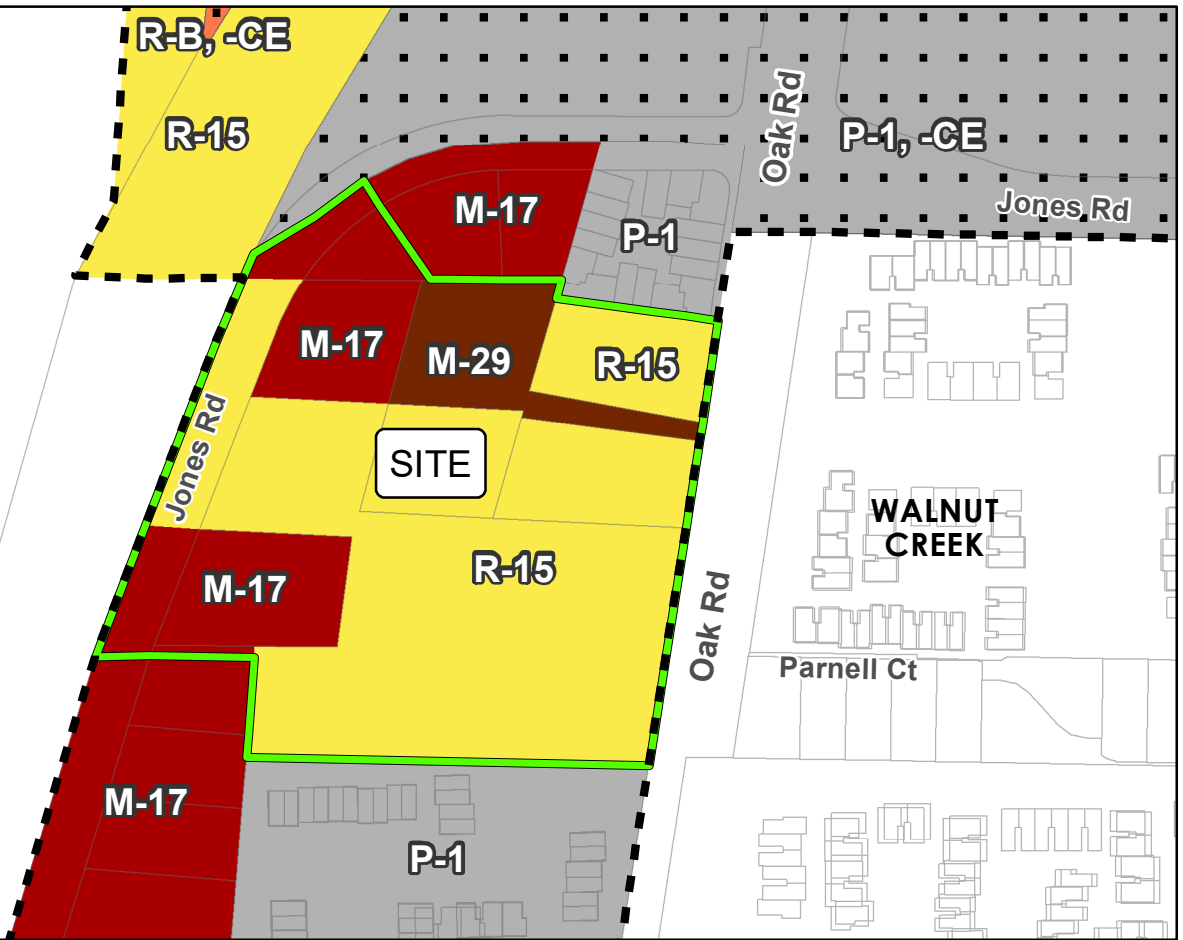 R-B, -CE
R-15
Oak Rd
P-1, -CE
Jones Rd
M-17
P-1
M-17
M-29
R-15
Jones Rd
SITE
WALNUT
CREEK
R-15
M-17
Oak Rd
Parnell Ct
M-17
P-1